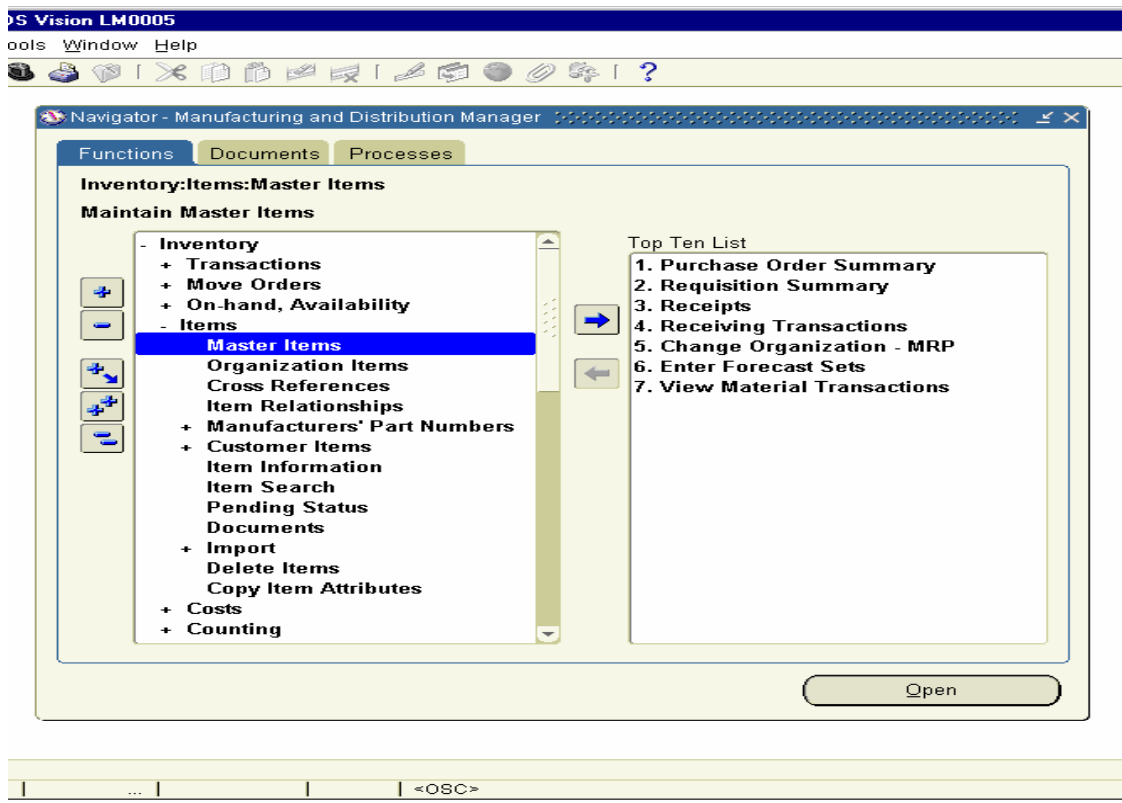 OS Vision LM0005
ools Window Help
Navigator - Manufacturing and Distribution Manager
Functions Documents Processes
Inventory:Items:Master Items
Maintain Master Items
- Inventory
+ Transactions
+ Move Orders
+ On-hand, Availability
- Items
Master Items
Organization Items
Cross References
Item Relationships
+ Manufacturers' Part Numbers
+ Customer Items
Item Information
Item Search
Pending Status
Documents
+ Import
Delete Items
Copy Item Attributes
+ Costs
+ Counting
Top Ten List
1. Purchase Order Summary
2. Requisition Summary
3. Receipts
4. Receiving Transactions
5. Change Organization - MRP
6. Enter Forecast Sets
7. View Material Transactions
Open
... <OSC>